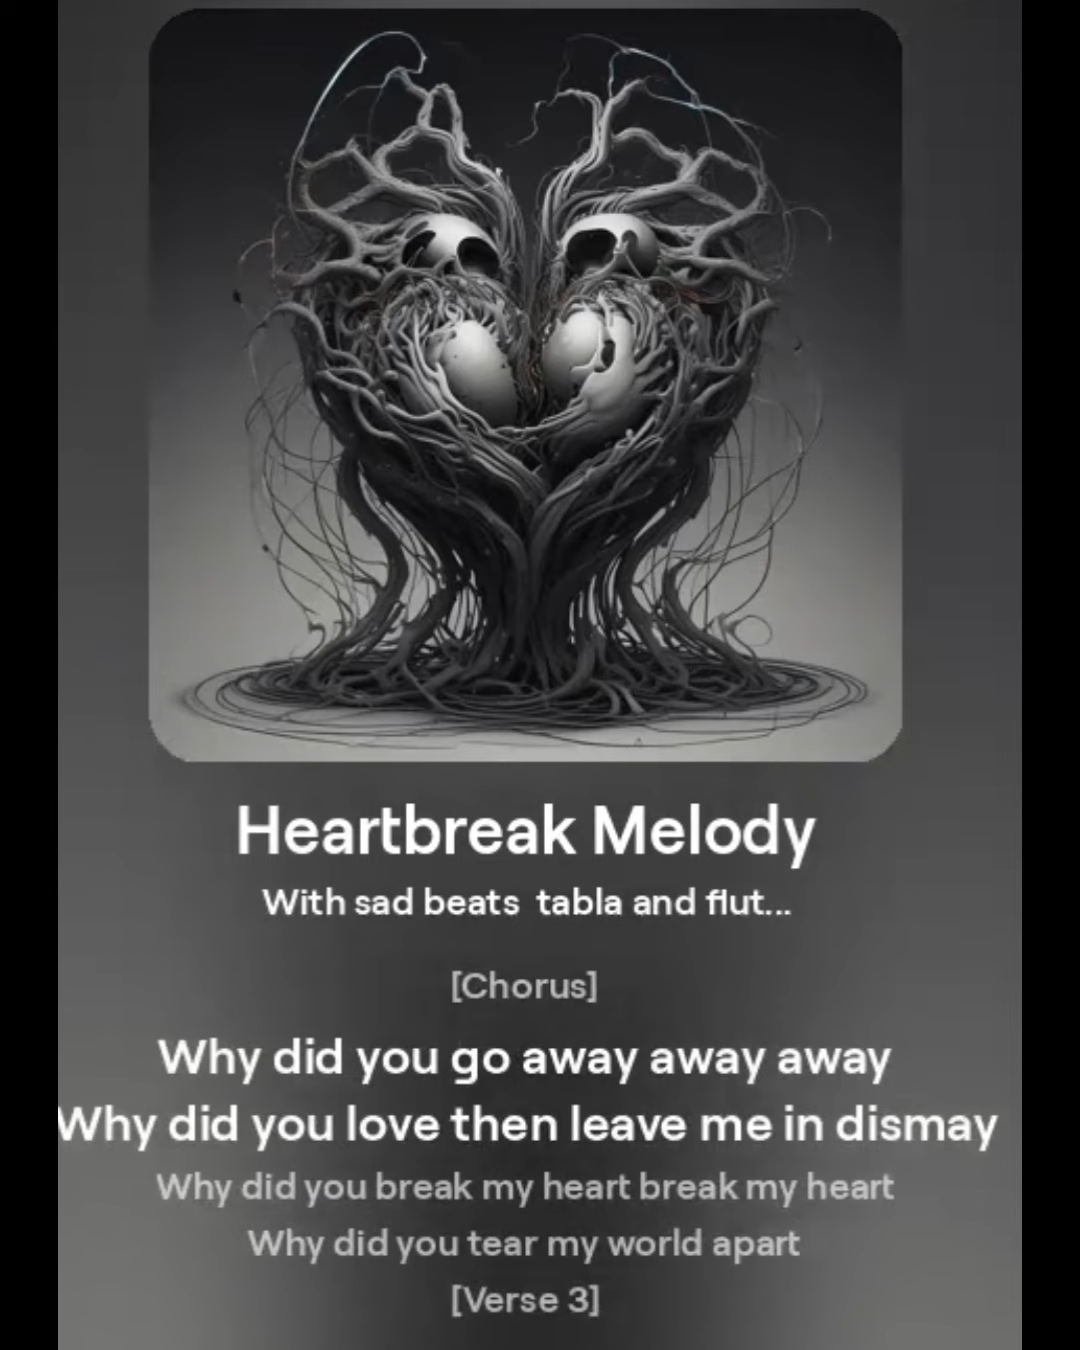 Heartbreak Melody
With sad beats  tabla and flut...
[Chorus]
Why did you go away away away
Why did you love then leave me in dismay
Why did you break my heart break my heart
Why did you tear my world apart
[Verse 3]